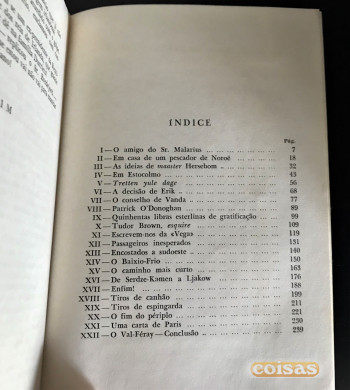 I M
INDICE
Pág.
I — O amigo do Sr. Malarius ... ... ... ... ... 7
II — Em casa de um pescador de Noroë ... ... ... 18
III — As ideias de maaster Hersebom ... ... ... 32
IV — Em Estocolmo ... ... ... ... ... 43
V — Tretten yule dage ... ... ... ... 56
VI — A decisão de Erik ... ... ... ... ... 68
VII — O conselho de Vanda ... ... ... ... 77
VIII — Patrick O'Donoghan ... ... ... ... 89
IX — Quinhentas libras esterlinas de gratificação ... ... 99
X — Tudor Brown, esquire ... ... ... ... 109
XI — Escrevem-nos da «Vega» ... ... ... ... 119
XII — Passageiros inesperados ... ... ... ... 131
XIII — Encostados a sudoeste ... ... ... ... 140
XIV — O Baixio-Frio ... ... ... ... ... 150
XV — O caminho mais curto ... ... ... ... 163
XVI — De Serdze-Kamen a Ljakow ... ... ... 176
XVII — Enfim! ... ... ... ... ... 188
XVIII — Tiros de canhão ... ... ... ... ... 199
XIX — Tiros de espingarda ... ... ... ... 211
XX — O fim do périplo ... ... ... ... ... 221
XXI — Uma carta de Paris ... ... ... ... 230
XXII — O Val-Féray — Conclusão ... ... ... ... 239
coisas